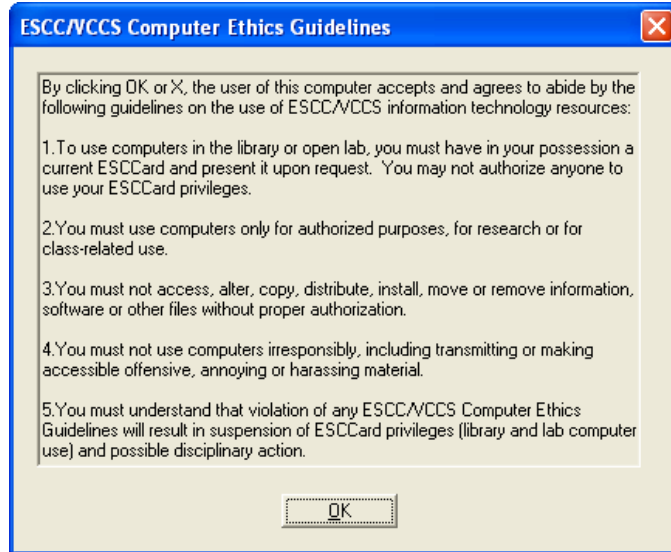 ESCC/VCCS Computer Ethics Guidelines
By clicking OK or X, the user of this computer accepts and agrees to abide by the
following guidelines on the use of ESCC/VCCS information technology resources:
1.To use computers in the library or open lab, you must have in your possession a
current ESCCard and present it upon request.  You may not authorize anyone to
use your ESCCard privileges.
2.You must use computers only for authorized purposes, for research or for
class-related use.
3.You must not access, alter, copy, distribute, install, move or remove information,
software or other files without proper authorization.
4.You must not use computers irresponsibly, including transmitting or making
accessible offensive, annoying or harassing material.
5.You must understand that violation of any ESCC/VCCS Computer Ethics
Guidelines will result in suspension of ESCCard privileges (library and lab computer
use) and possible disciplinary action.
OK